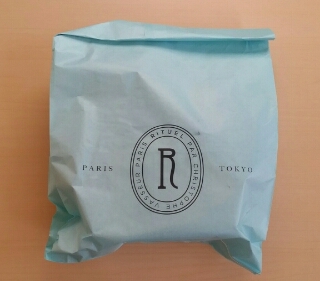 RITUEL PAR CHRISTOPHE VASSEUR PARIS
PARIS R TOKYO